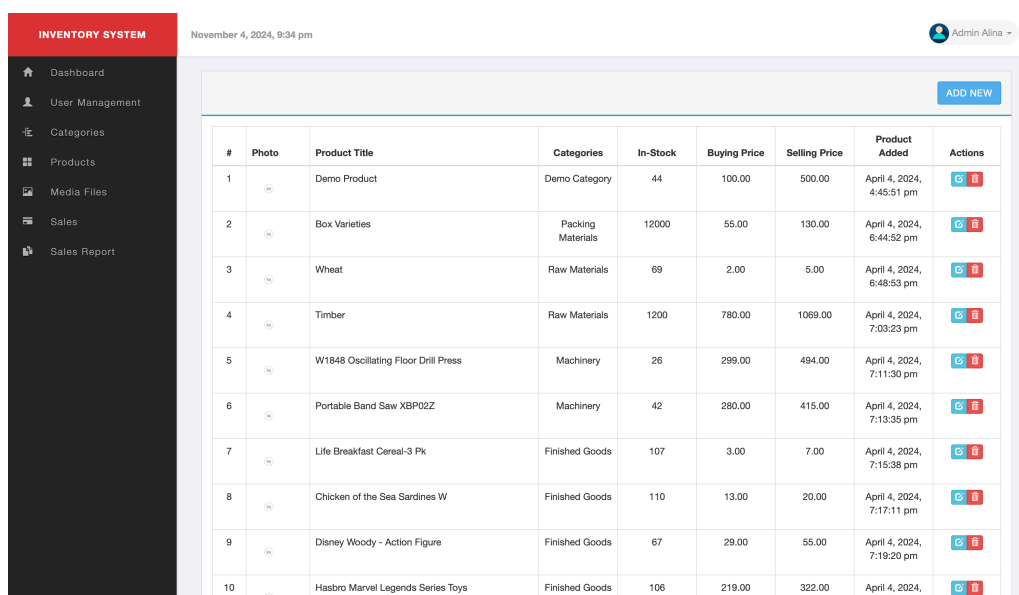 INVENTORY SYSTEM
November 4, 2024, 9:34 pm
Admin Alina
Dashboard
User Management
Categories
Products
Media Files
Sales
Sales Report
ADD NEW
# Photo Product Title Categories In-Stock Buying Price Selling Price Product Added Actions
1 Demo Product Demo Category 44 100.00 500.00 April 4, 2024, 4:45:51 pm
2 Box Varieties Packing Materials 12000 55.00 130.00 April 4, 2024, 6:44:52 pm
3 Wheat Raw Materials 69 2.00 5.00 April 4, 2024, 6:48:53 pm
4 Timber Raw Materials 1200 780.00 1069.00 April 4, 2024, 7:03:23 pm
5 W1848 Oscillating Floor Drill Press Machinery 26 299.00 494.00 April 4, 2024, 7:11:30 pm
6 Portable Band Saw XBP02Z Machinery 42 280.00 415.00 April 4, 2024, 7:13:35 pm
7 Life Breakfast Cereal-3 Pk Finished Goods 107 3.00 7.00 April 4, 2024, 7:15:38 pm
8 Chicken of the Sea Sardines W Finished Goods 110 13.00 20.00 April 4, 2024, 7:17:11 pm
9 Disney Woody - Action Figure Finished Goods 67 29.00 55.00 April 4, 2024, 7:19:20 pm
10 Hasbro Marvel Legends Series Toys Finished Goods 106 219.00 322.00 April 4, 2024,